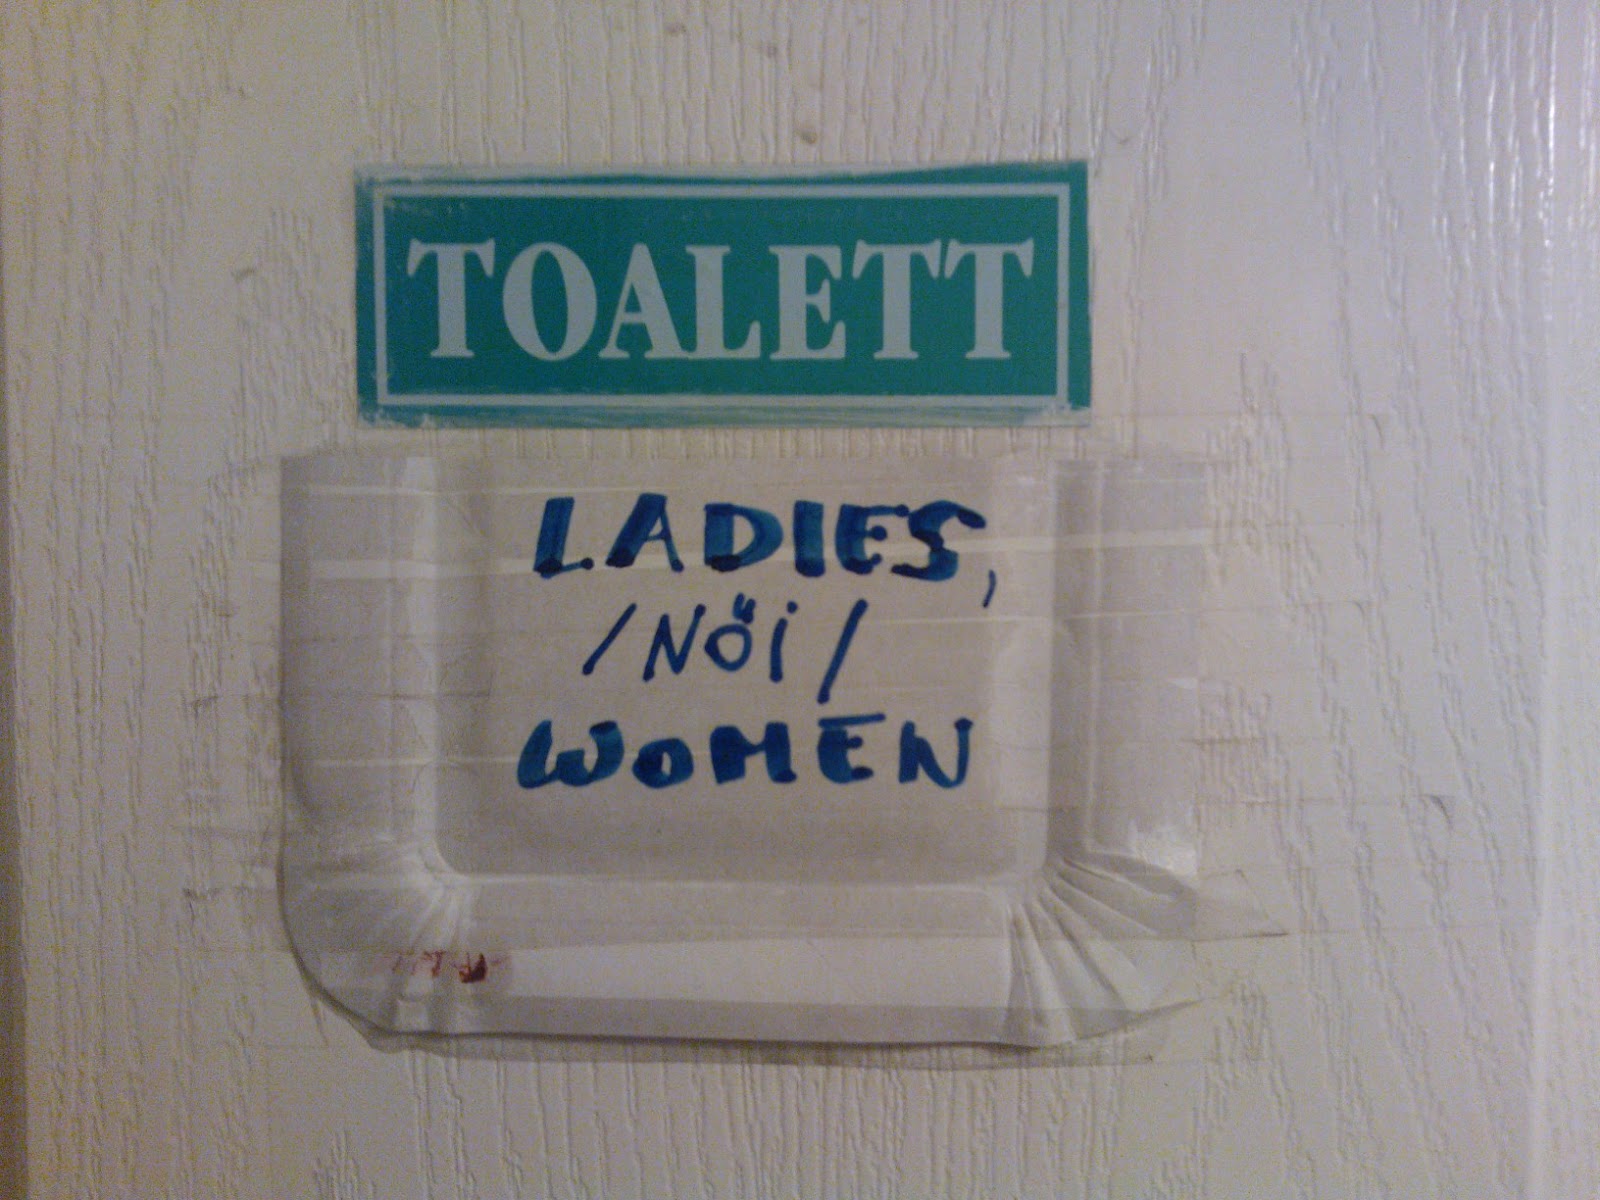 TOALETT
LADIES,
/NŐi/
WOMEN